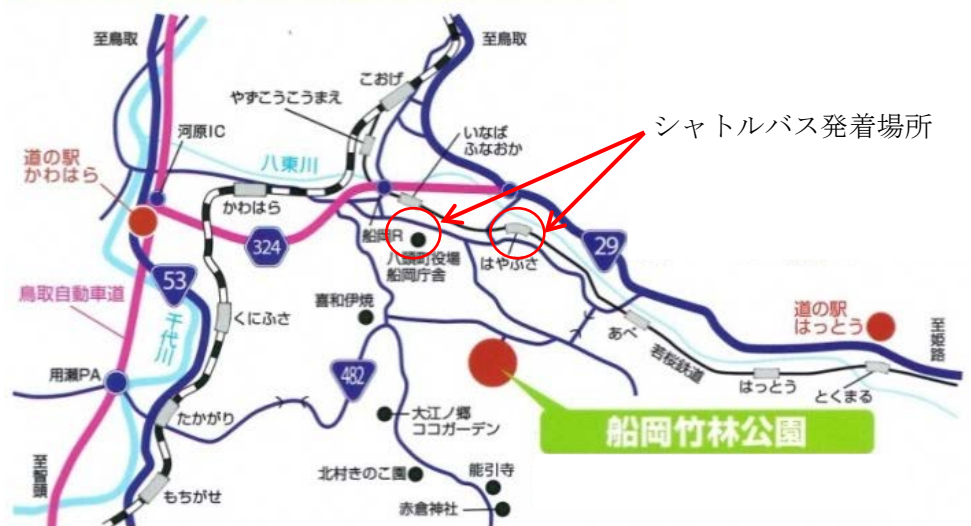 至鳥取
至鳥取
こおげ
やずこうこうまえ
河原IC
いなば
ふなおか
シャトルバス発着場所
道の駅
かわはら
八東川
かわはら
324
船岡R
八頭町役場
船岡庁舎
はやぶさ
29
53
鳥取自動車道
千代川
くにふさ
喜和伊焼
道の駅
はっとう
至姫路
あべ
若桜鉄道
用瀬PA
482
はっとう
とくまる
たかがり
大江ノ郷
ココガーデン
船岡竹林公園
至智頭
もちがせ
北村きのこ園
能引寺
赤倉神社